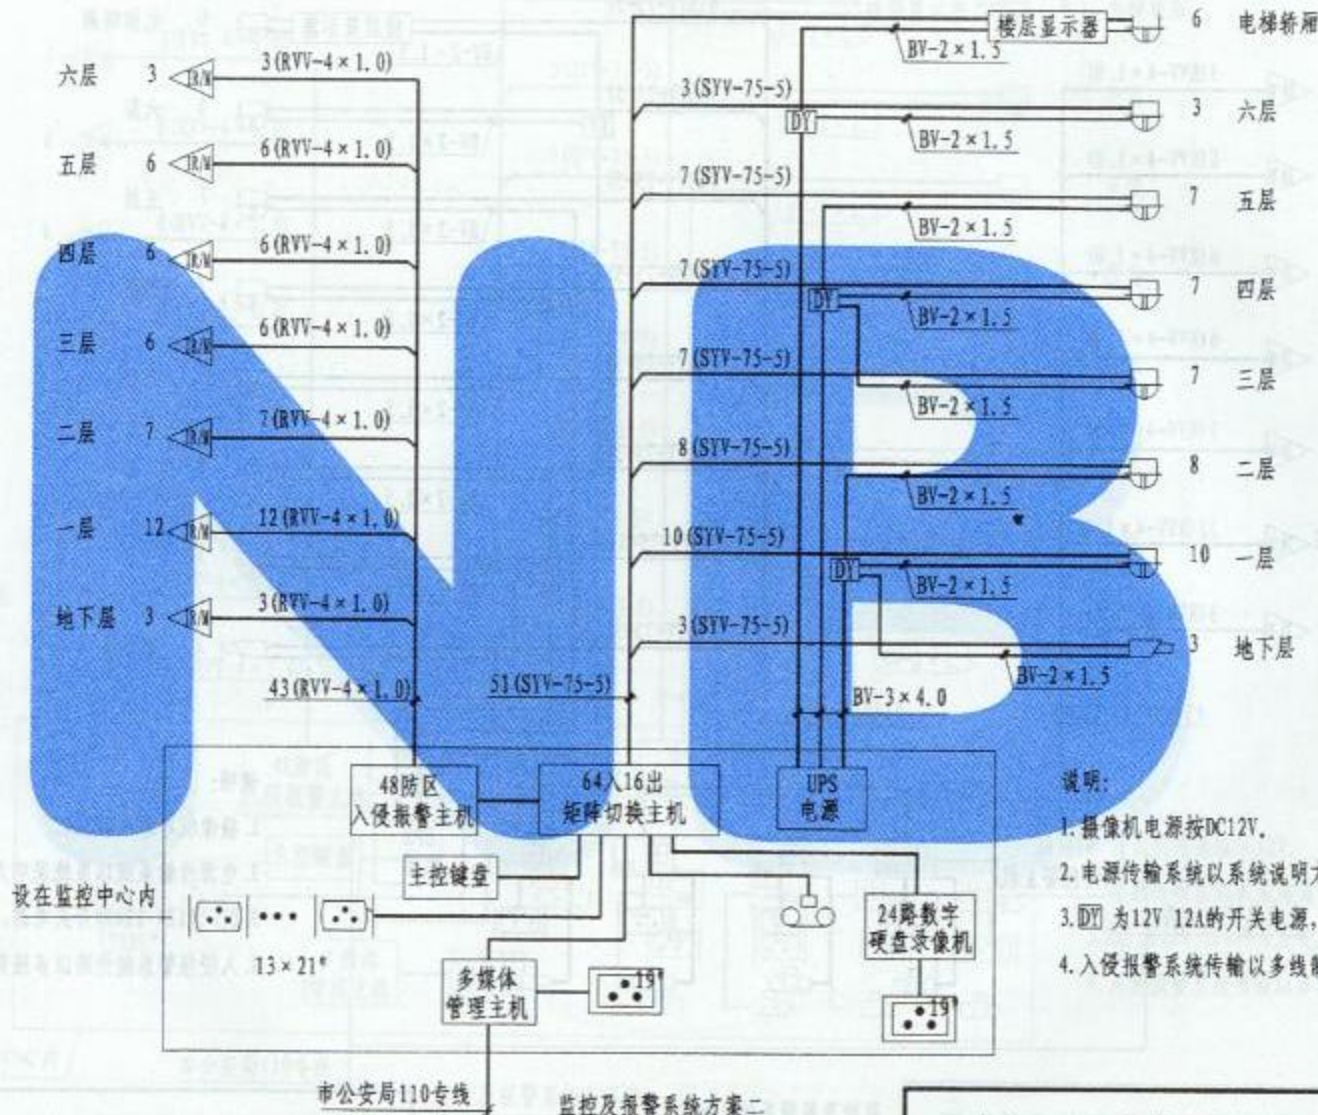 6 电梯轿厢
楼层显示器
BV-2×1.5
六层 3 IR/M 3(RVV-4×1.0)
3(SYV-75-5)
DY
BV-2×1.5
3 六层
五层 6 IR/M 6(RVV-4×1.0)
7(SYV-75-5)
BV-2×1.5
7 五层
四层 6 IR/M 6(RVV-4×1.0)
7(SYV-75-5)
DY
BV-2×1.5
7 四层
三层 6 IR/M 6(RVV-4×1.0)
7(SYV-75-5)
BV-2×1.5
7 三层
二层 7 IR/M 7(RVV-4×1.0)
8(SYV-75-5)
BV-2×1.5
8 二层
一层 12 IR/M 12(RVV-4×1.0)
10(SYV-75-5)
DY
BV-2×1.5
10 一层
地下层 3 IR/M 3(RVV-4×1.0)
3(SYV-75-5)
BV-2×1.5
3 地下层
43(RVV-4×1.0)
51(SYV-75-5)
BV-3×4.0
NB
48防区
入侵报警主机
64入16出
矩阵切换主机
UPS
电源
主控键盘
设在监控中心内
13×21"
24路数字
硬盘录像机
多媒体
管理主机
19"
19"
市公安局110专线
监控及报警系统方案二
说明:
1.摄像机电源按DC12V.
2.电源传输系统以系统说明
3.DY 为12V 12A的开关电源,
4.入侵报警系统传输以多线